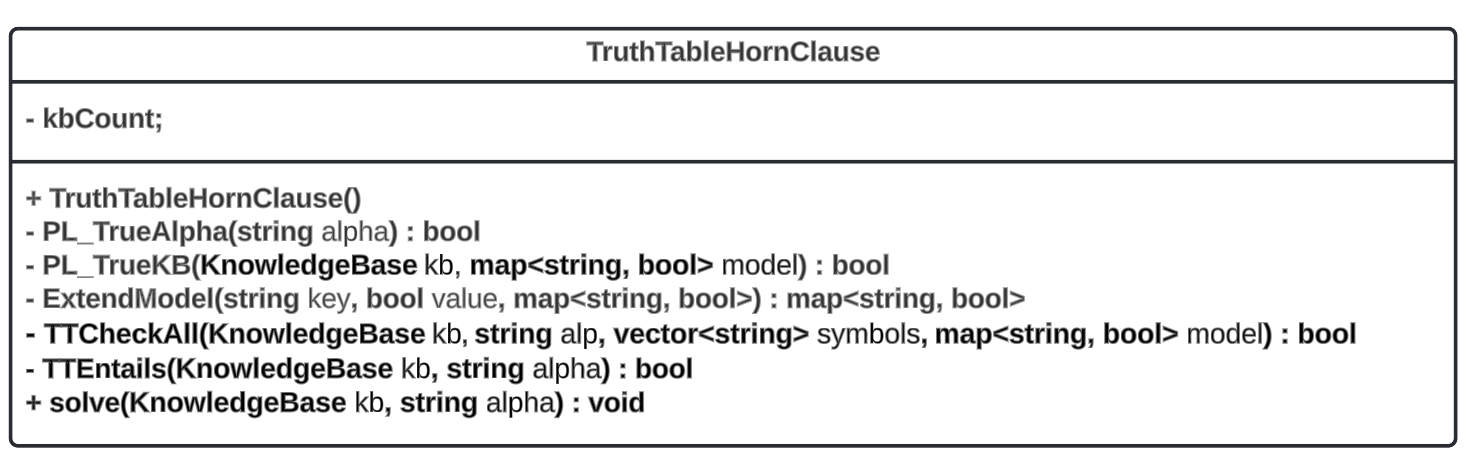 TruthTableHornClause
- kbCount;
+ TruthTableHornClause()
- PL_TrueAlpha(string alpha) : bool
- PL_TrueKB(KnowledgeBase kb, map<string, bool> model) : bool
- ExtendModel(string key, bool value, map<string, bool>) : map<string, bool>
- TTCheckAll(KnowledgeBase kb, string alp, vector<string> symbols, map<string, bool> model) : bool
- TTEntails(KnowledgeBase kb, string alpha) : bool
+ solve(KnowledgeBase kb, string alpha) : void